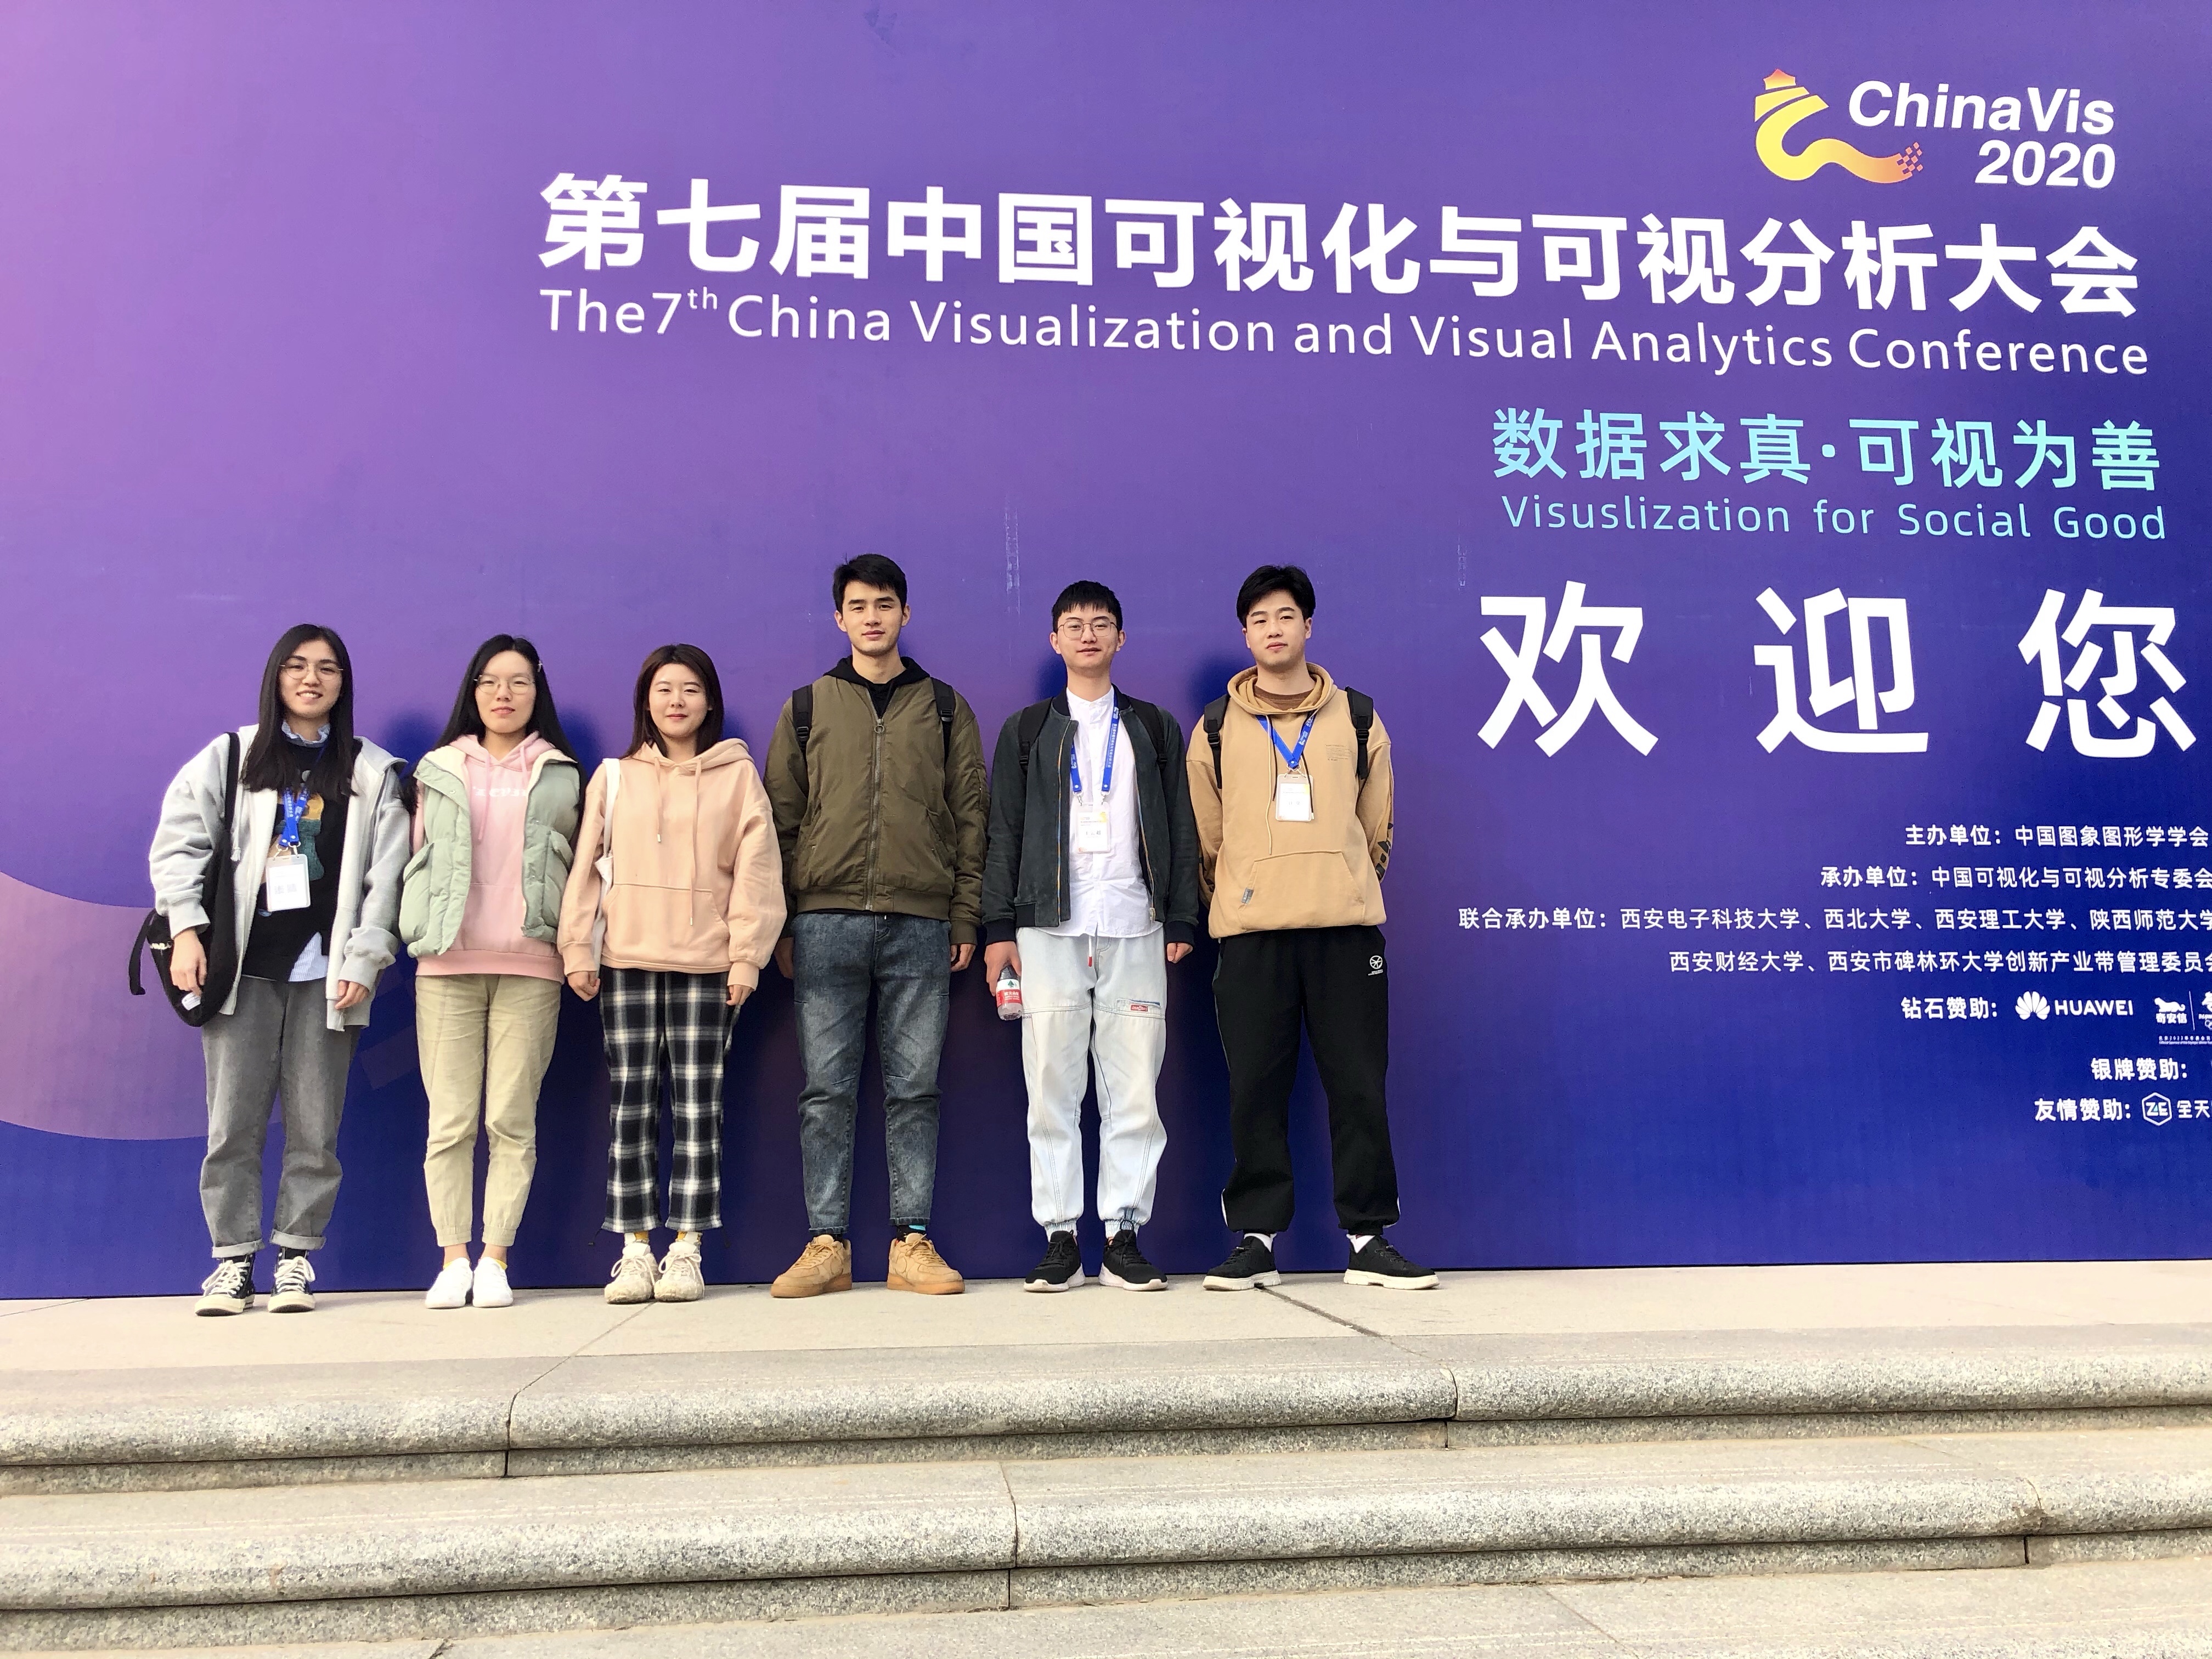 ChinaVis
2020
第七届中国可视化与可视分析大会
The7th China Visualization and Visual Analytics Conference
数据求真·可视为善
Visuslization for Social Good
欢迎您
主办单位：中国图象图形学学会
承办单位：中国可视化与可视分析专委会
联合承办单位：西安电子科技大学、西北大学、西安理工大学、陕西师范大学
西安财经大学、西安市碑林环大学创新产业带管理委员会
钻石赞助：HUAWEI 奇安信
银牌赞助：
友情赞助：全天